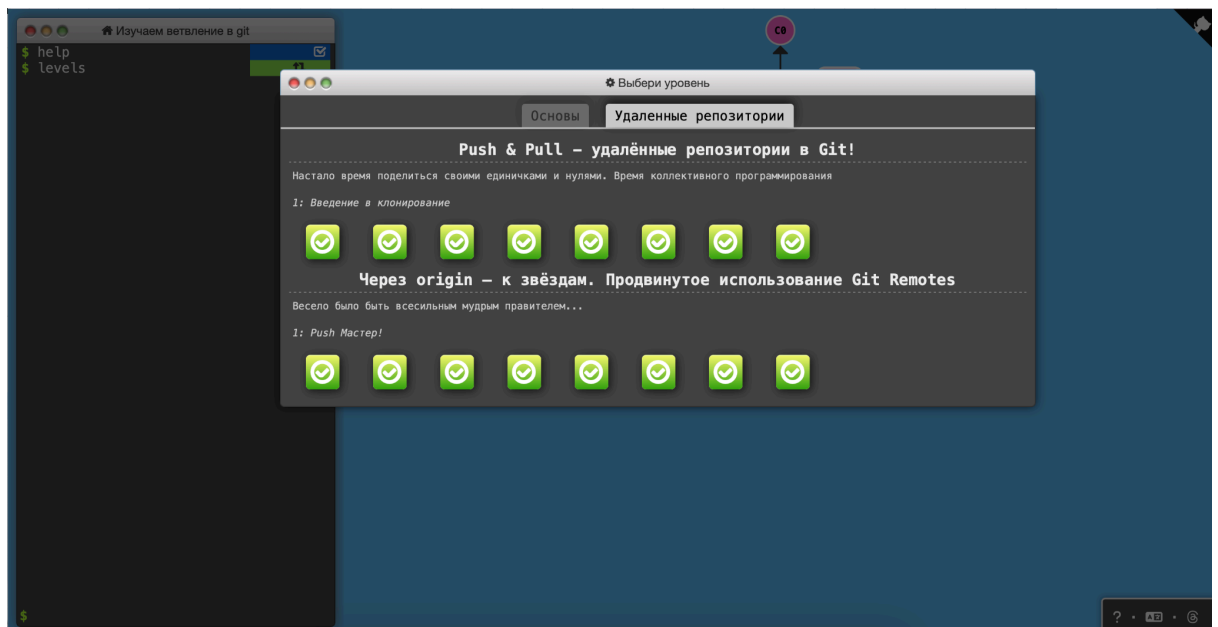 Изучаем ветвление в git
$ help
$ levels
C0
Выбери уровень
Основы
Удаленные репозитории
Push & Pull – удалённые репозитории в Git!
Настало время поделиться своими единичками и нулями. Время коллективного программирования
1: Введение в клонирование
Через origin – к звёздам. Продвинутое использование Git Remotes
Весело было быть всесильным мудрым правителем...
1: Push Мастер!
$
?